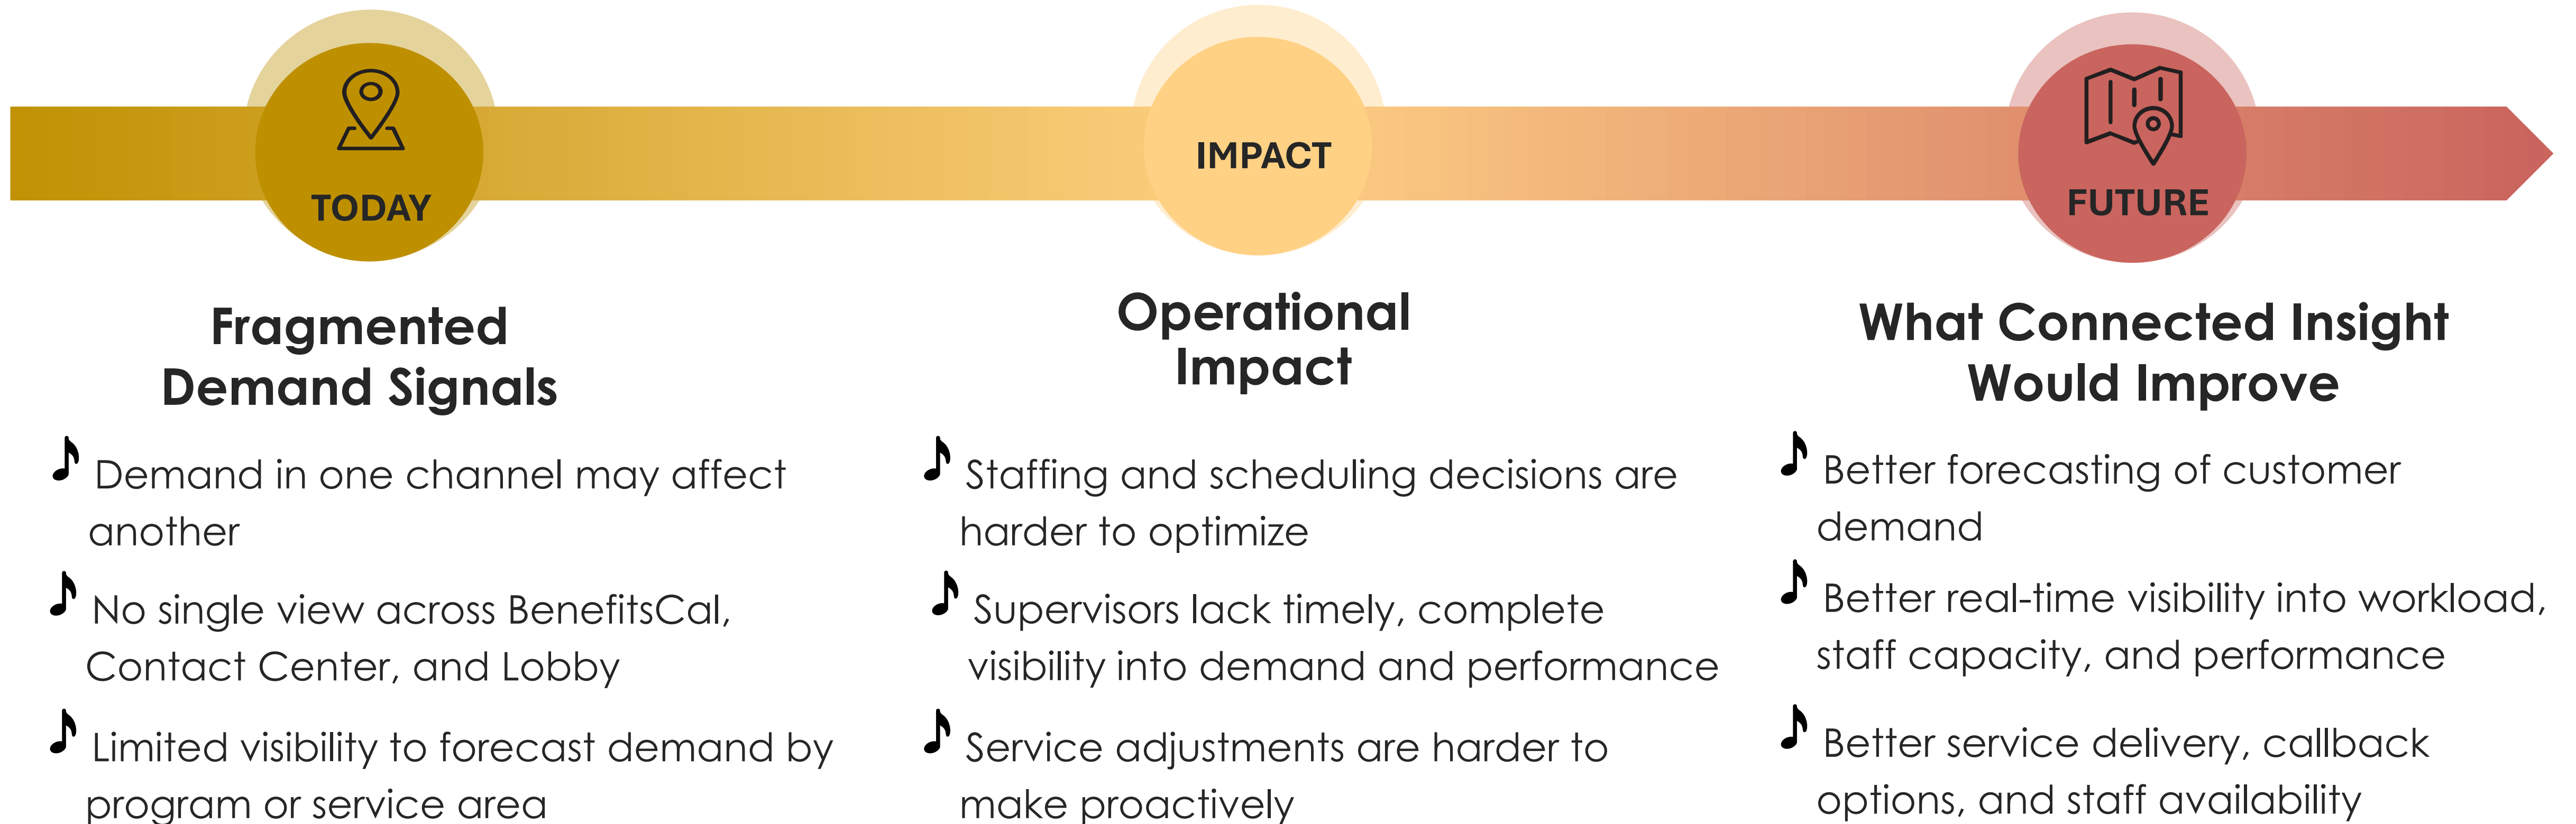 TODAY
IMPACT
FUTURE
Fragmented
Demand Signals
Demand in one channel may affect
another
No single view across BenefitsCal,
Contact Center, and Lobby
Limited visibility to forecast demand by
program or service area
Operational
Impact
Staffing and scheduling decisions are
harder to optimize
Supervisors lack timely, complete
visibility into demand and performance
Service adjustments are harder to
make proactively
What Connected Insight
Would Improve
Better forecasting of customer
demand
Better real-time visibility into workload,
staff capacity, and performance
Better service delivery, callback
options, and staff availability